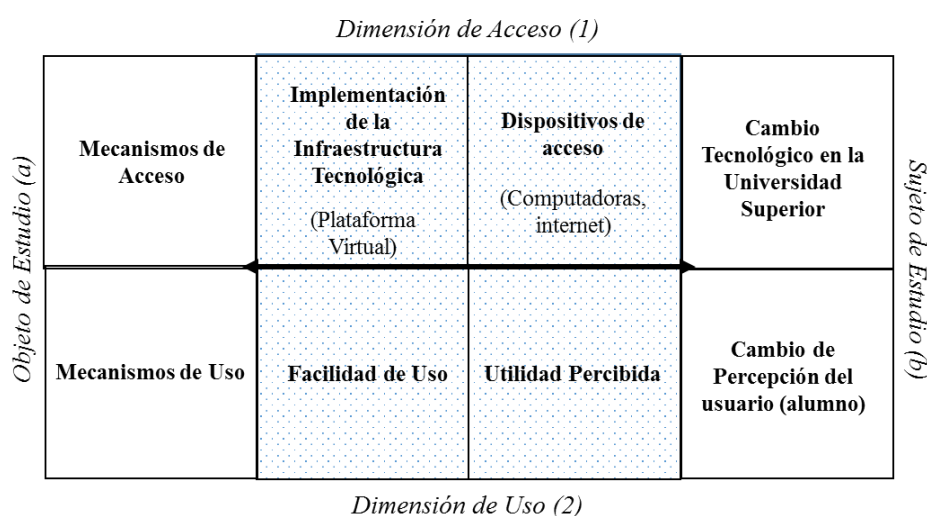 Dimensión de Acceso (1)
Objeto de Estudio (a)
Mecanismos de
Acceso
Implementación
de la
Infraestructura
Tecnológica
(Plataforma
Virtual)
Dispositivos de
acceso
(Computadoras,
internet)
Cambio
Tecnológico en la
Universidad
Superior
Sujeto de Estudio (b)
Mecanismos de Uso
Facilidad de Uso
Utilidad Percibida
Cambio de
Percepción del
usuario (alumno)
Dimensión de Uso (2)